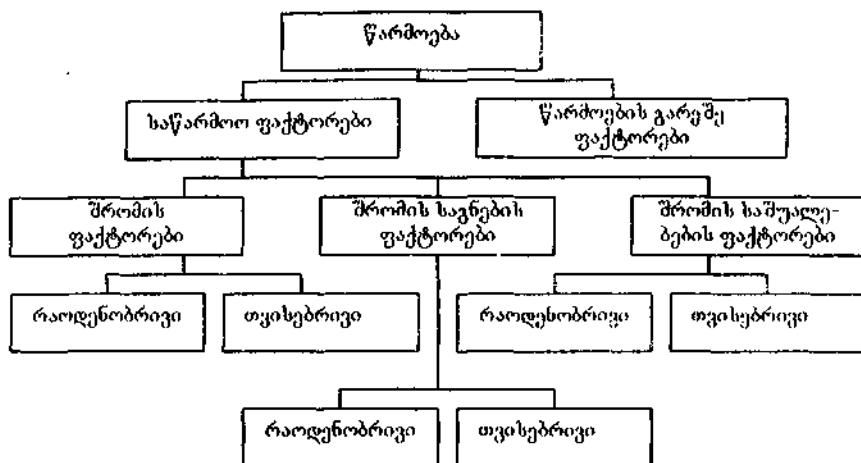 წარმოება
საწარმოო ფაქტორები
წარმოების გარეშე
ფაქტორები
შრომის
ფაქტორები
შრომის საგნების
ფაქტორები
შრომის საშუალე-
ბების ფაქტორები
რაოდენობრივი
თვისებრივი
რაოდენობრივი
თვისებრივი
რაოდენობრივი
თვისებრივი